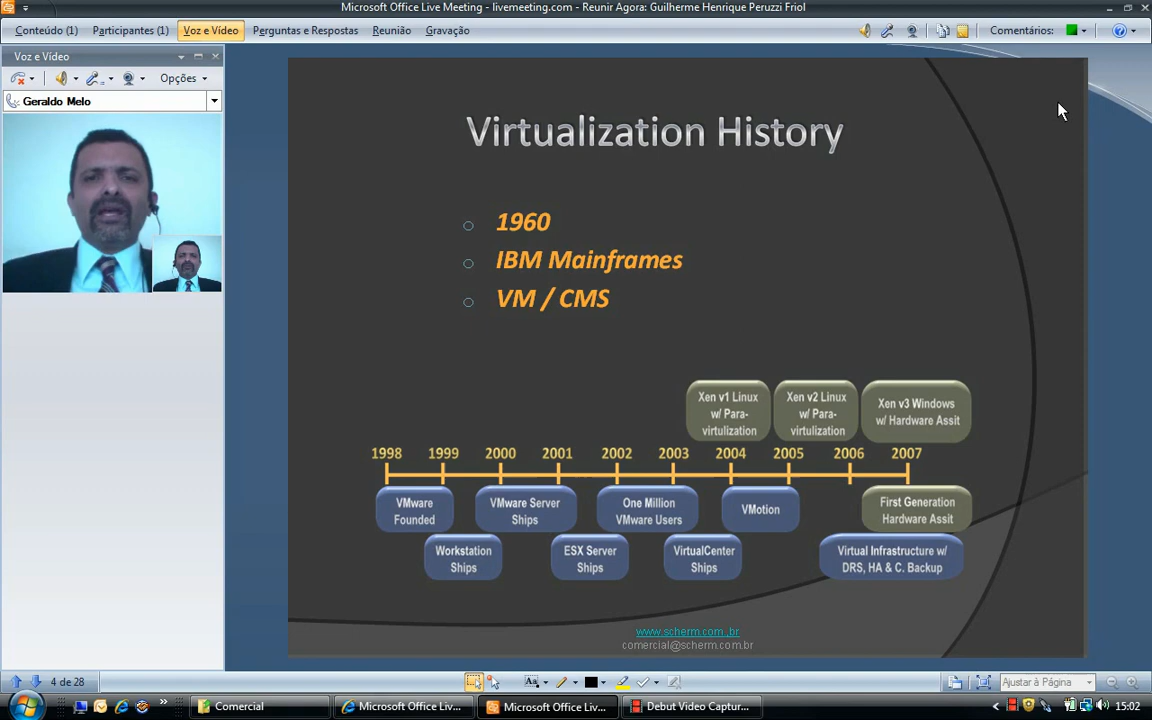 Microsoft Office Live Meeting - livemeeting.com - Reunir Agora: Guilherme Henrique Peruzzi Friol
Conteúdo (1) Participantes (1) Voz e Vídeo Perguntas e Respostas Reunião Gravação Comentários:
Voz e Vídeo
Opções
Geraldo Melo
Virtualization History
1960
IBM Mainframes
VM / CMS
Xen v1 Linux
w/ Para-
virtulization
Xen v2 Linux
w/ Para-
virtulization
Xen v3 Windows
w/ Hardware Assit
1998 1999 2000 2001 2002 2003 2004 2005 2006 2007
VMware
Founded
VMware Server
Ships
One Million
VMware Users
VMotion
First Generation
Hardware Assit
Workstation
Ships
ESX Server
Ships
VirtualCenter
Ships
Virtual Infrastructure w/
DRS, HA & C. Backup
www.scherm.com ,br
comercial@scherm.com.br
4 de 28
Aa
Ajustar à Página
Comercial
Microsoft Office Live...
Microsoft Office Liv...
Debut Video Captur...
15:02